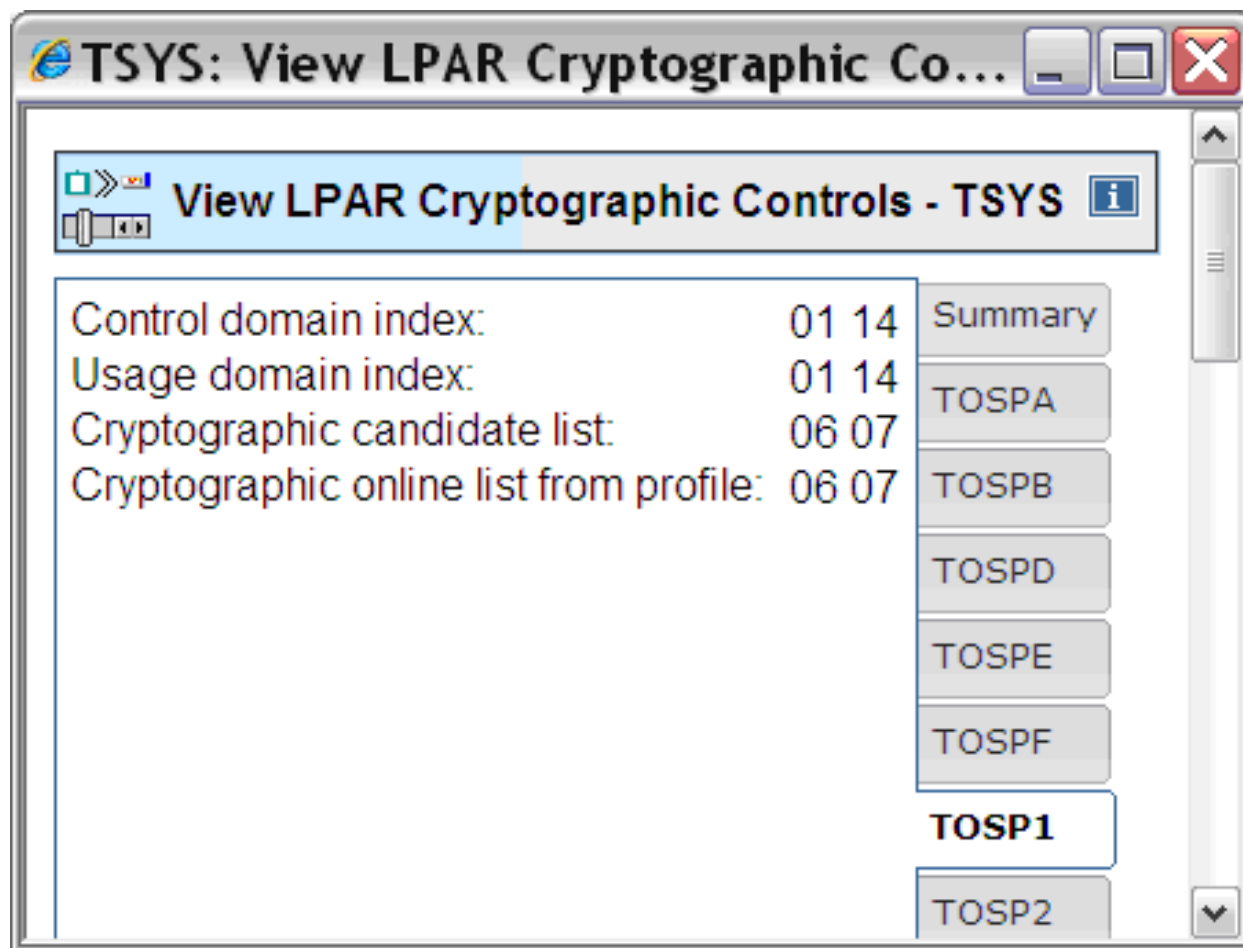 TSYS: View LPAR Cryptographic Co...
View LPAR Cryptographic Controls - TSYS i
Control domain index: 01 14
Usage domain index: 01 14
Cryptographic candidate list: 06 07
Cryptographic online list from profile: 06 07
Summary
TOSPA
TOSPB
TOSPD
TOSPE
TOSPF
TOSP1
TOSP2